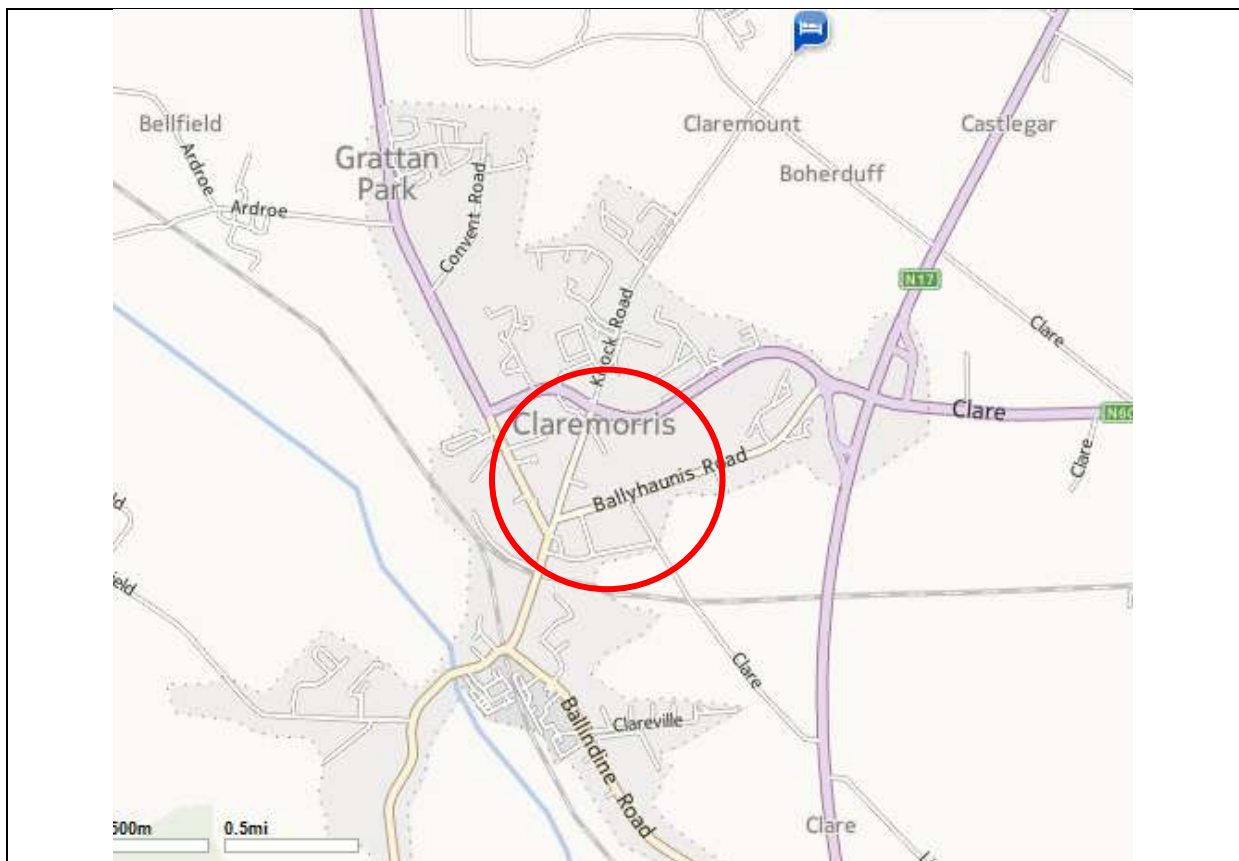 Bellfield
Claremount
Castlegar
Grattan
Park
Ardroe
Boherduff
Ardroe
Convent Road
N17
Knock Road
Clare
Clare
N60
Claremorris
Clare
Ballyhaunis Road
Clare
Clareville
Ballindine Road
500m
0.5mi
Clare